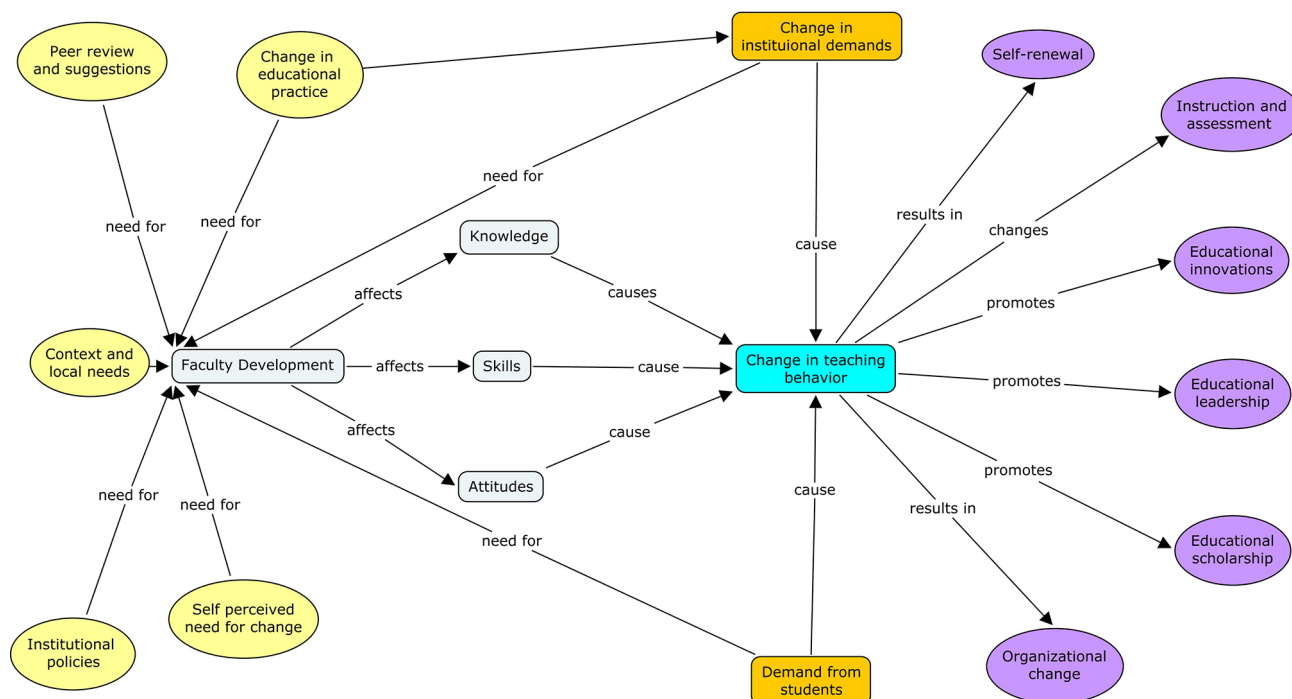 Peer review
and suggestions
Change in
educational
practice
Change in
instituional demands
Self-renewal
Instruction and
assessment
need for
need for
need for
results in
changes
Knowledge
cause
Educational
innovations
affects
causes
promotes
Context and
local needs
Faculty Development
affects
Skills
cause
Change in teaching
behavior
promotes
Educational
leadership
affects
cause
Attitudes
promotes
need for
need for
cause
results in
need for
Educational
scholarship
Self perceived
need for change
Institutional
policies
Demand from
students
Organizational
change